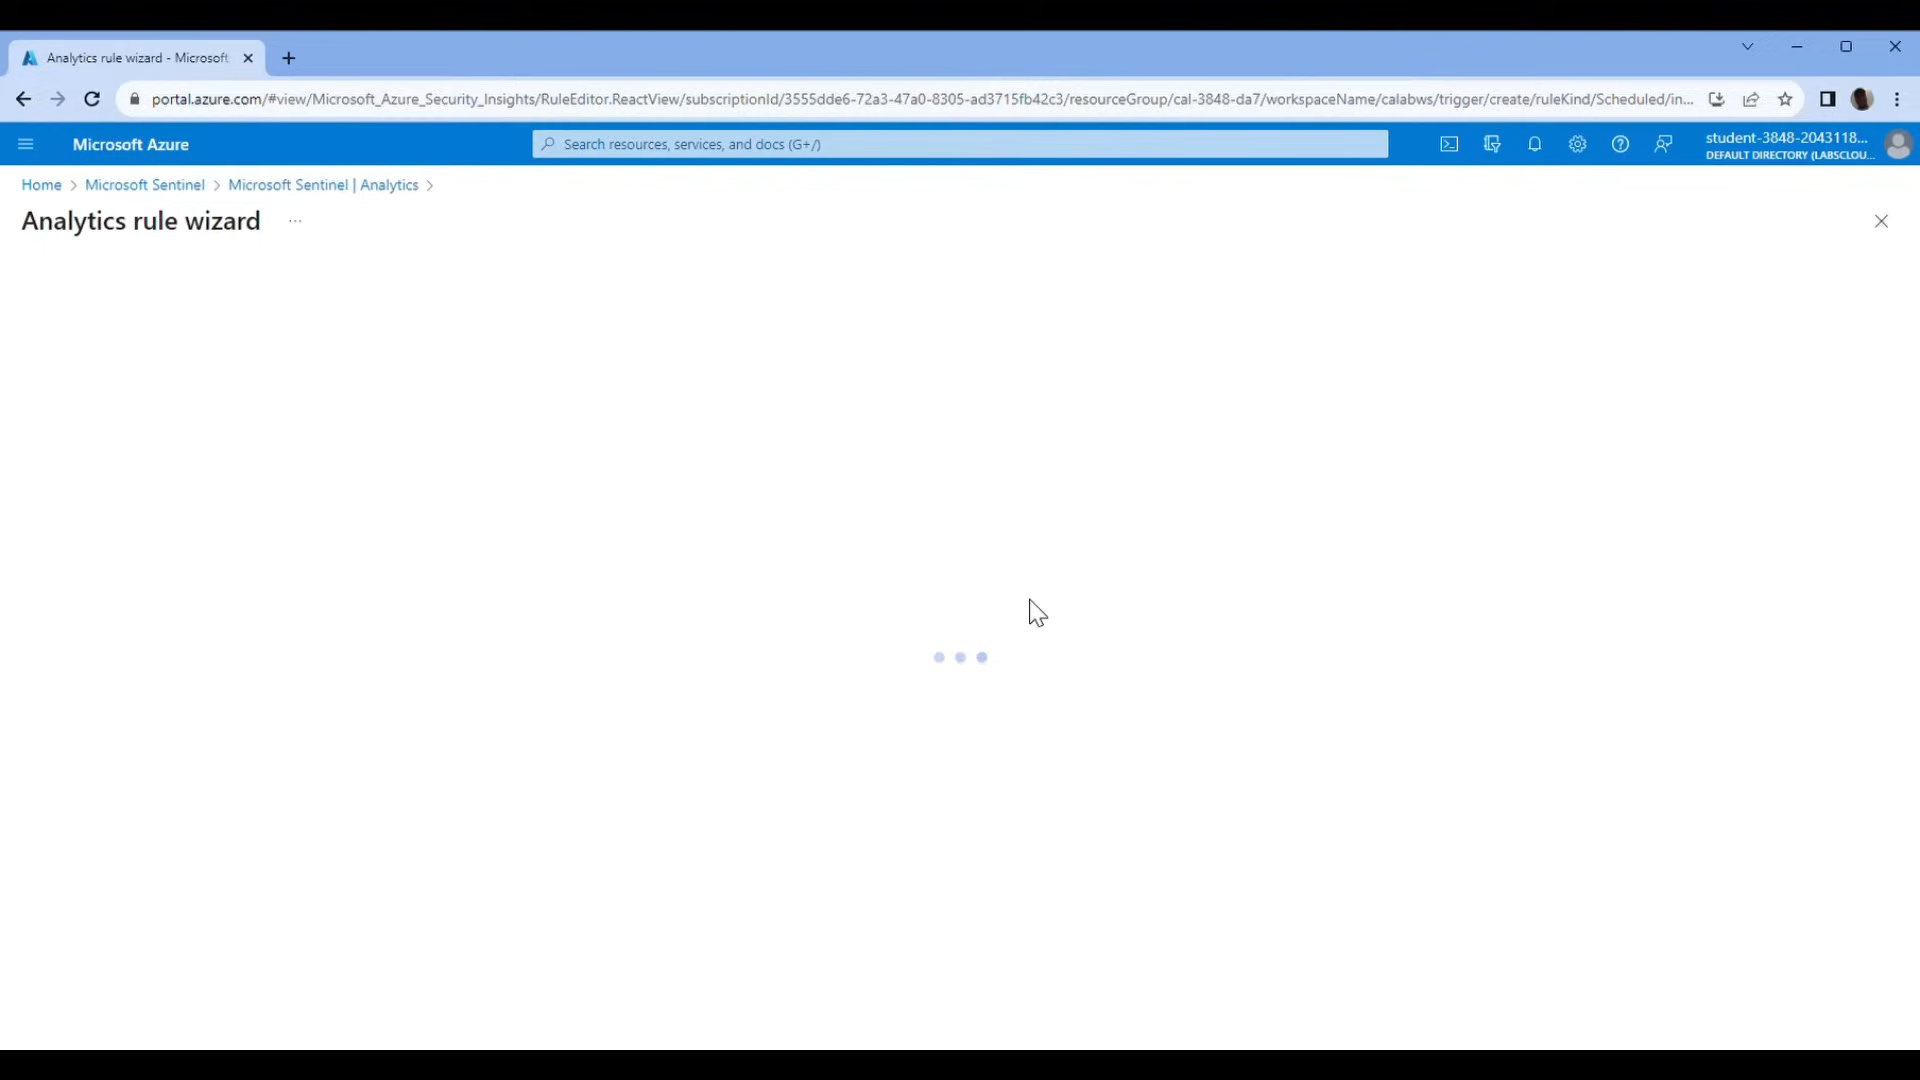 Analytics rule wizard - Microsoft
portal.azure.com/#view/Microsoft_Azure_Security_Insights/RuleEditor.ReactView/subscriptionId/3555dde6-72a3-47a0-8305-ad3715fb42c3/resourceGroup/cal-3848-da7/workspaceName/calabws/trigger/create/ruleKind/Scheduled/in...
Microsoft Azure
Search resources, services, and docs (G+/)
student-3848-2043118...
DEFAULT DIRECTORY (LABSCLOU...
Home > Microsoft Sentinel > Microsoft Sentinel | Analytics >
Analytics rule wizard ...